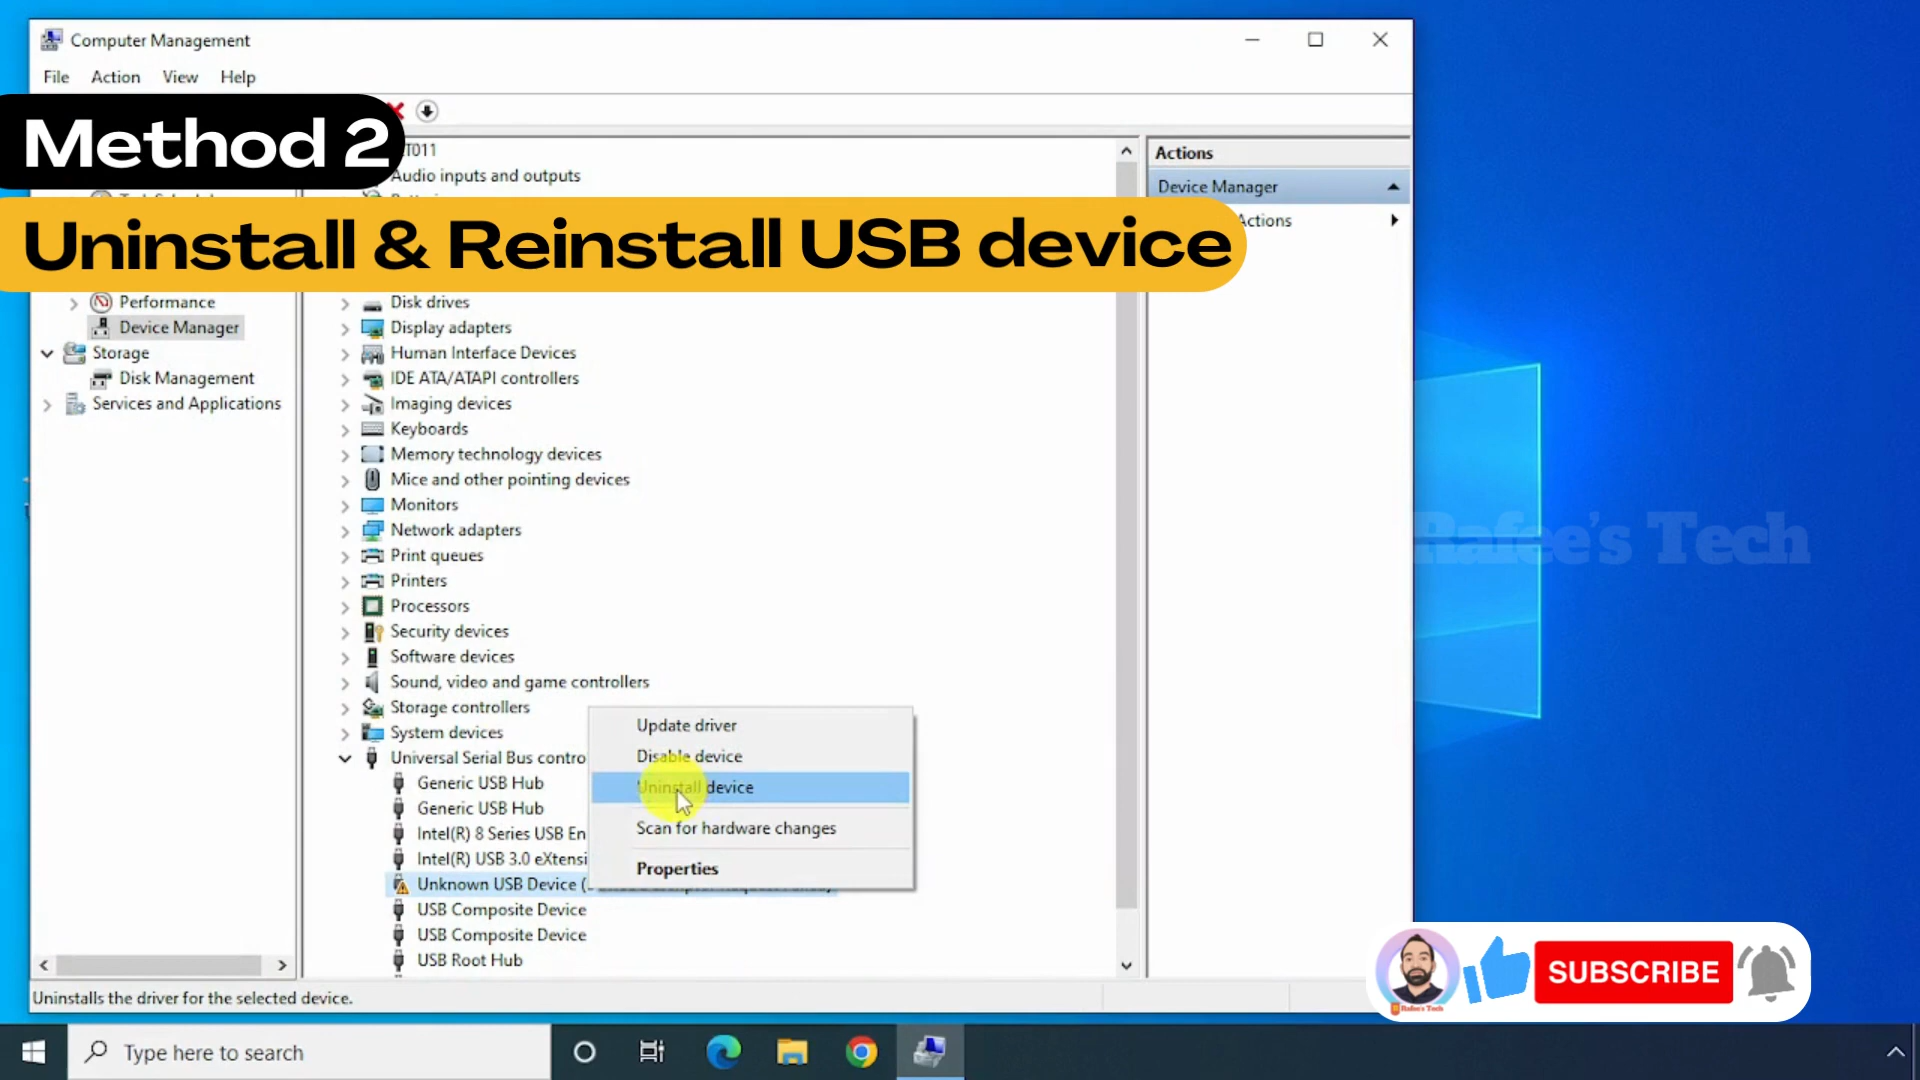 Computer Management
File Action View Help
Method 2
T011
Audio inputs and outputs
Uninstall & Reinstall USB device
Performance
Device Manager
Storage
Disk Management
Services and Applications
Disk drives
Display adapters
Human Interface Devices
IDE ATA/ATAPI controllers
Imaging devices
Keyboards
Memory technology devices
Mice and other pointing devices
Monitors
Network adapters
Print queues
Printers
Processors
Security devices
Software devices
Sound, video and game controllers
Storage controllers
System devices
Universal Serial Bus contro
Generic USB Hub
Generic USB Hub
Intel(R) 8 Series USB En
Intel(R) USB 3.0 eXtensi
Unknown USB Device (
USB Composite Device
USB Composite Device
USB Root Hub
Update driver
Disable device
Uninstall device
Scan for hardware changes
Properties
Actions
Device Manager
Actions
Rafee's Tech
Rafee's Tech
SUBSCRIBE
Uninstalls the driver for the selected device.
Type here to search